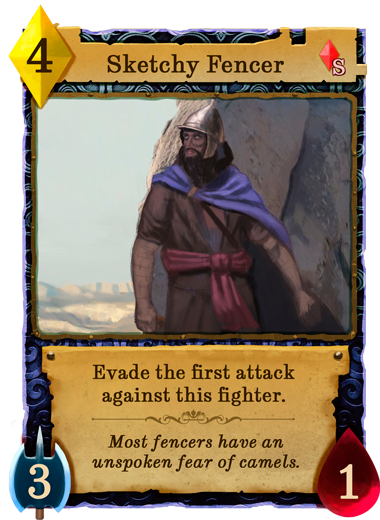 4
Sketchy Fencer
S
Evade the first attack
against this fighter.
Most fencers have an
unspoken fear of camels.
3
1